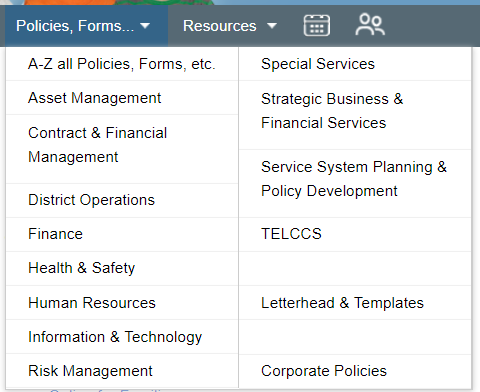 Policies, Forms...
Resources
A-Z all Policies, Forms, etc.
Asset Management
Contract & Financial
Management
District Operations
Finance
Health & Safety
Human Resources
Information & Technology
Risk Management
Special Services
Strategic Business &
Financial Services
Service System Planning &
Policy Development
TELCCS
Letterhead & Templates
Corporate Policies